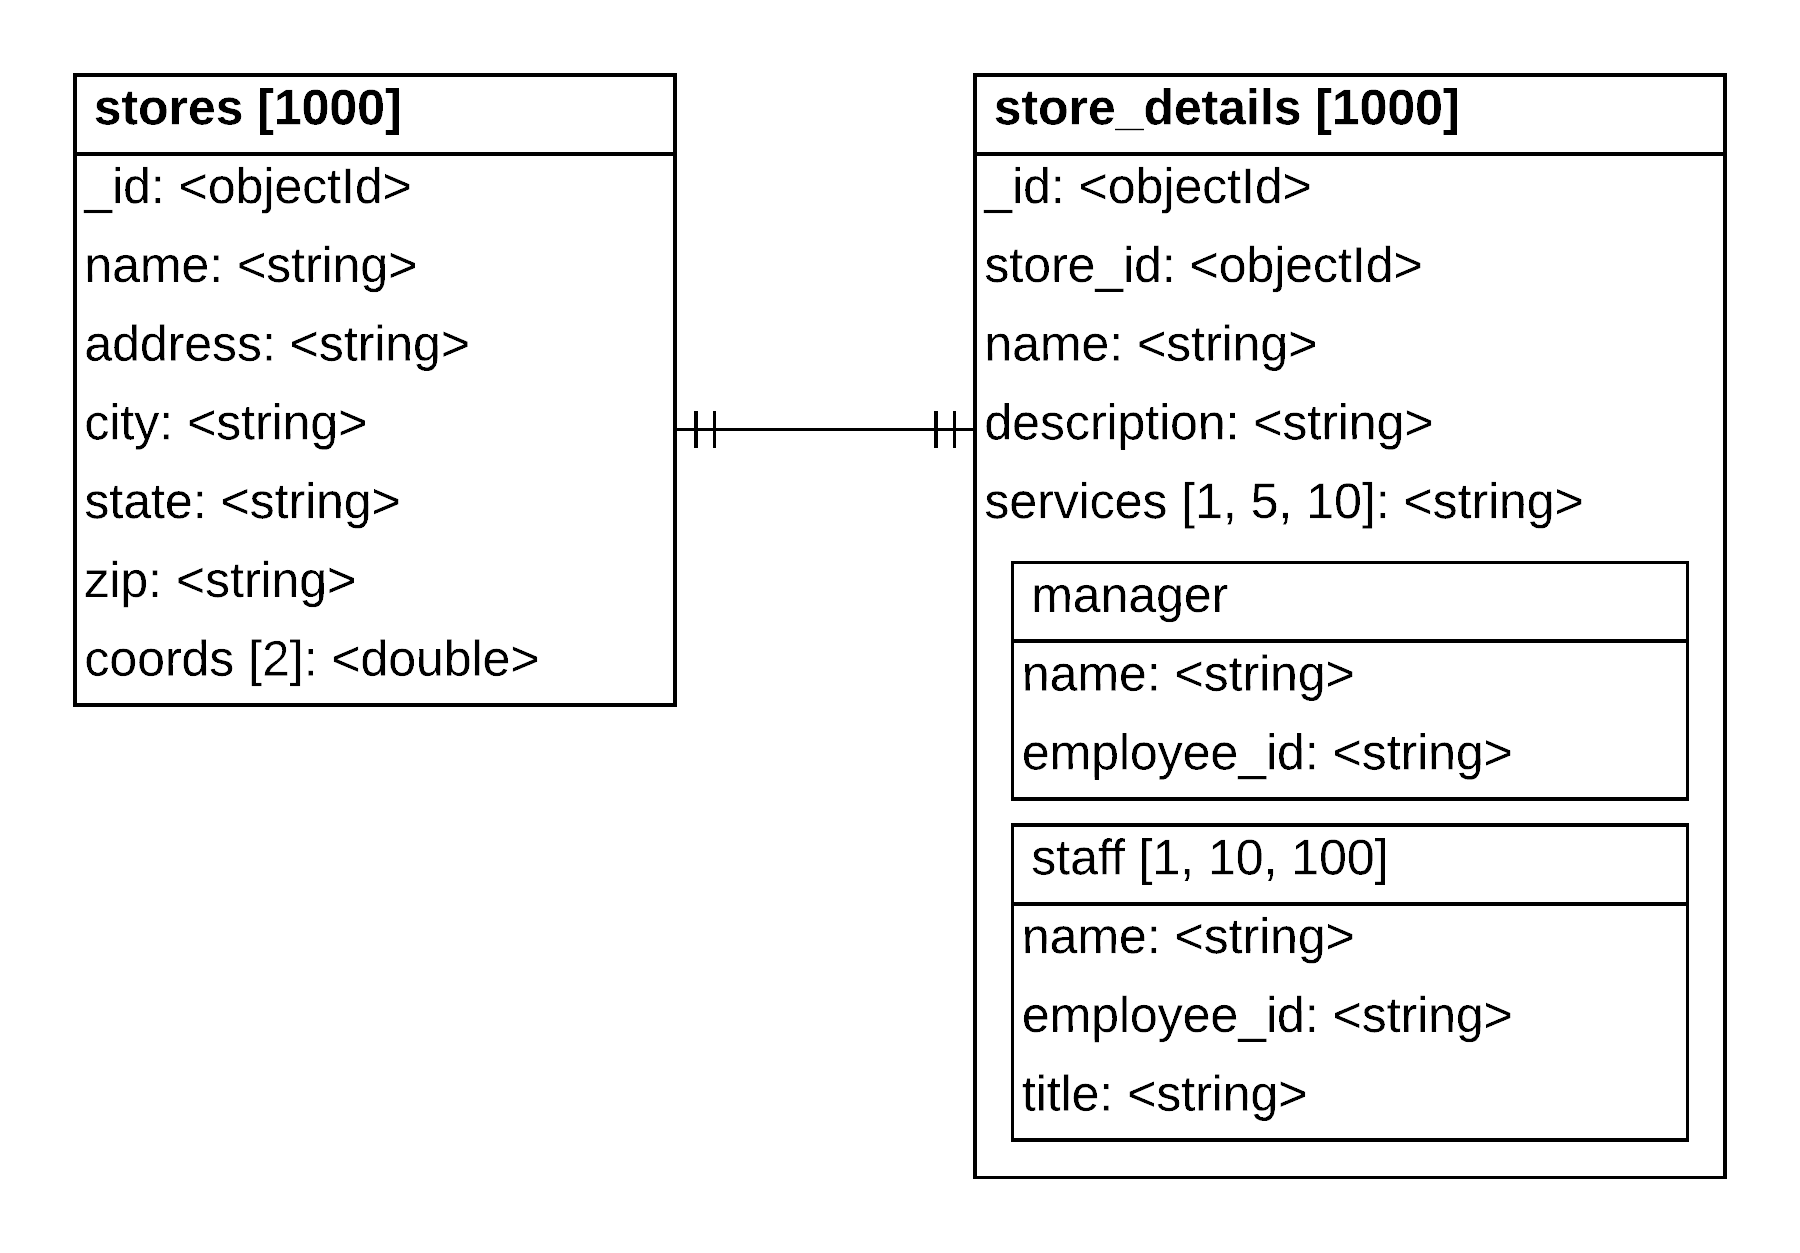 stores [1000]
_id: <objectId>
name: <string>
address: <string>
city: <string>
state: <string>
zip: <string>
coords [2]: <double>
store_details [1000]
_id: <objectId>
store_id: <objectId>
name: <string>
description: <string>
services [1, 5, 10]: <string>
manager
name: <string>
employee_id: <string>
staff [1, 10, 100]
name: <string>
employee_id: <string>
title: <string>